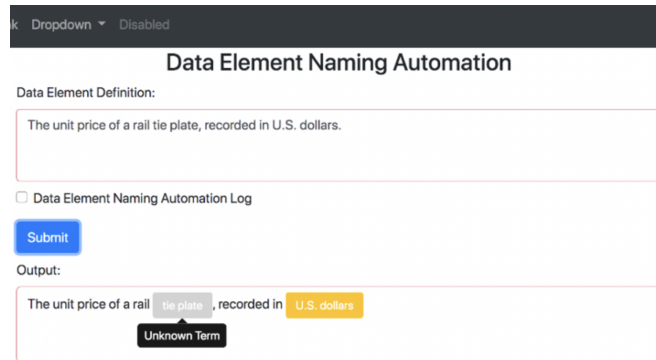 k Dropdown Disabled
Data Element Naming Automation
Data Element Definition:
The unit price of a rail tie plate, recorded in U.S. dollars.
Data Element Naming Automation Log
Submit
Output:
The unit price of a rail tie plate , recorded in U.S. dollars
Unknown Term